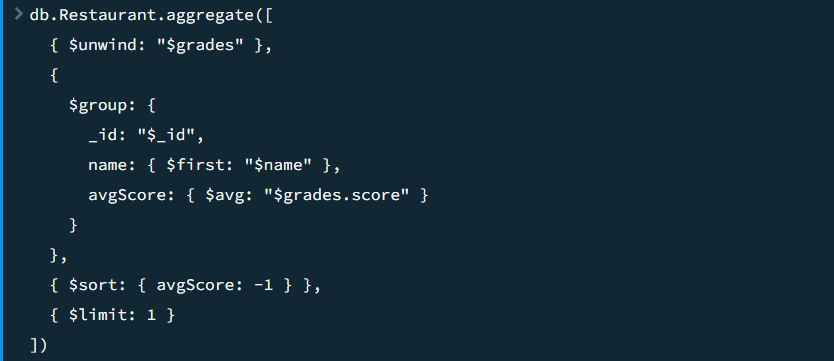 > db.Restaurant.aggregate([
{ $unwind: "$grades" },
{
$group: {
_id: "$_id",
name: { $first: "$name" },
avgScore: { $avg: "$grades.score" }
}
},
{ $sort: { avgScore: -1 } },
{ $limit: 1 }
])